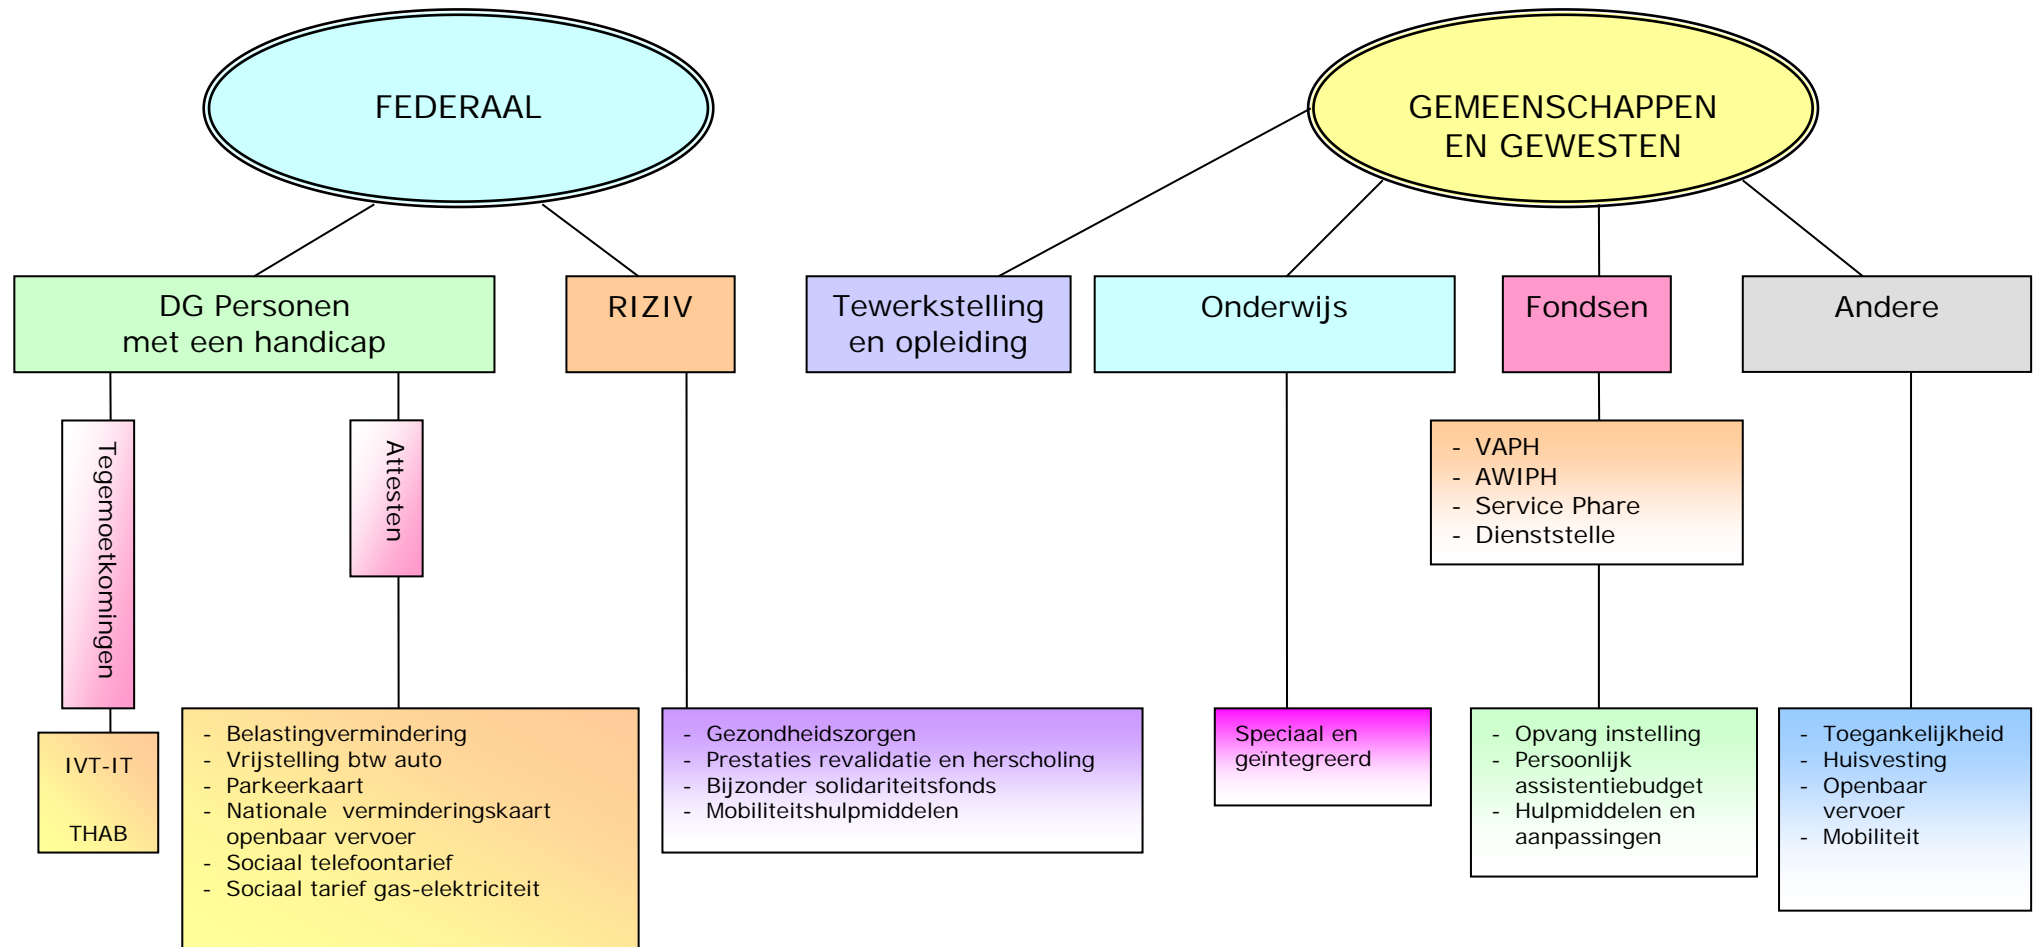 FEDERAAL
GEMEENSCHAPPEN
EN GEWESTEN
DG Personen
met een handicap
RIZIV
Tewerkstelling
en opleiding
Onderwijs
Fondsen
Andere
Tegemoetkomingen
Attesten
- VAPH
- AWIPH
- Service Phare
- Dienststelle
IVT-IT
THAB
- Belastingvermindering
- Vrijstelling btw auto
- Parkeerkaart
- Nationale verminderingskaart
openbaar vervoer
- Sociaal telefoontarief
- Sociaal tarief gas-elektriciteit
- Gezondheidszorgen
- Prestaties revalidatie en herscholing
- Bijzonder solidariteitsfonds
- Mobiliteitshulpmiddelen
Speciaal en
geïntegreerd
- Opvang instelling
- Persoonlijk
assistentiebudget
- Hulpmiddelen en
aanpassingen
- Toegankelijkheid
- Huisvesting
- Openbaar
vervoer
- Mobiliteit